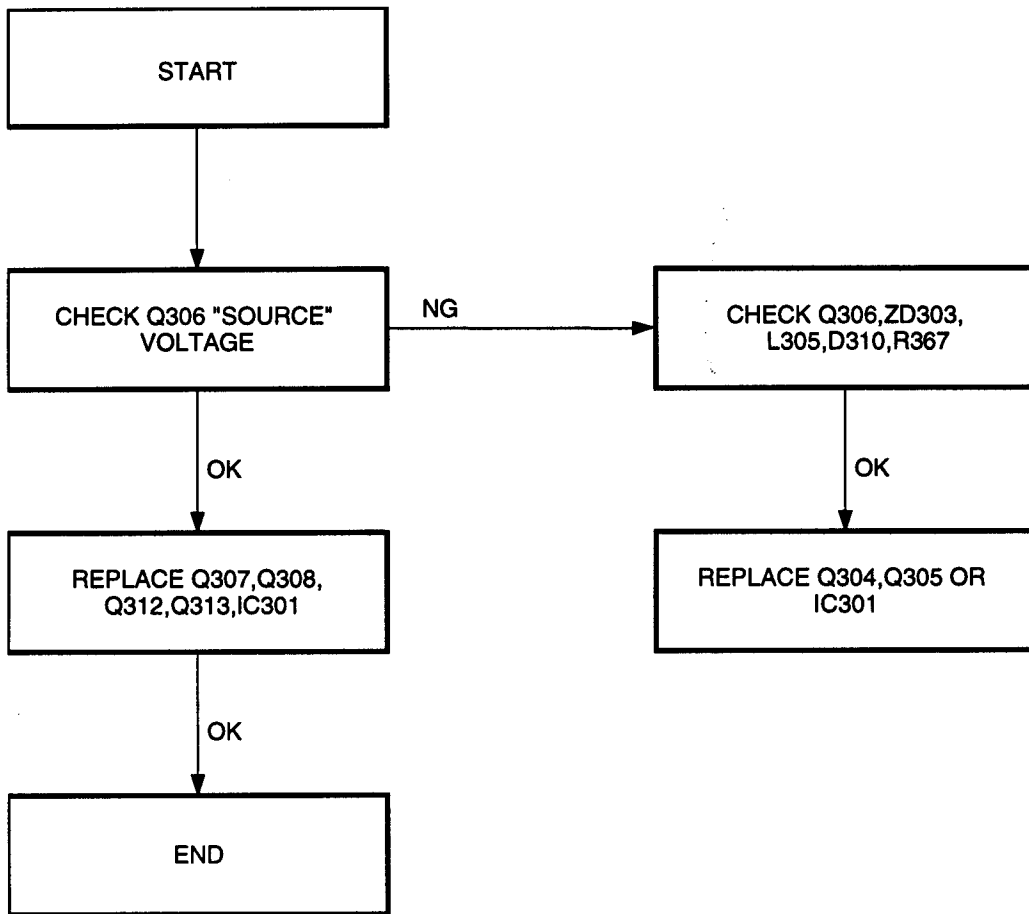 START
CHECK Q306 "SOURCE"
VOLTAGE
NG
CHECK Q306,ZD303,
L305,D310,R367
OK
OK
REPLACE Q307,Q308,
Q312,Q313,IC301
REPLACE Q304,Q305 OR
IC301
OK
END